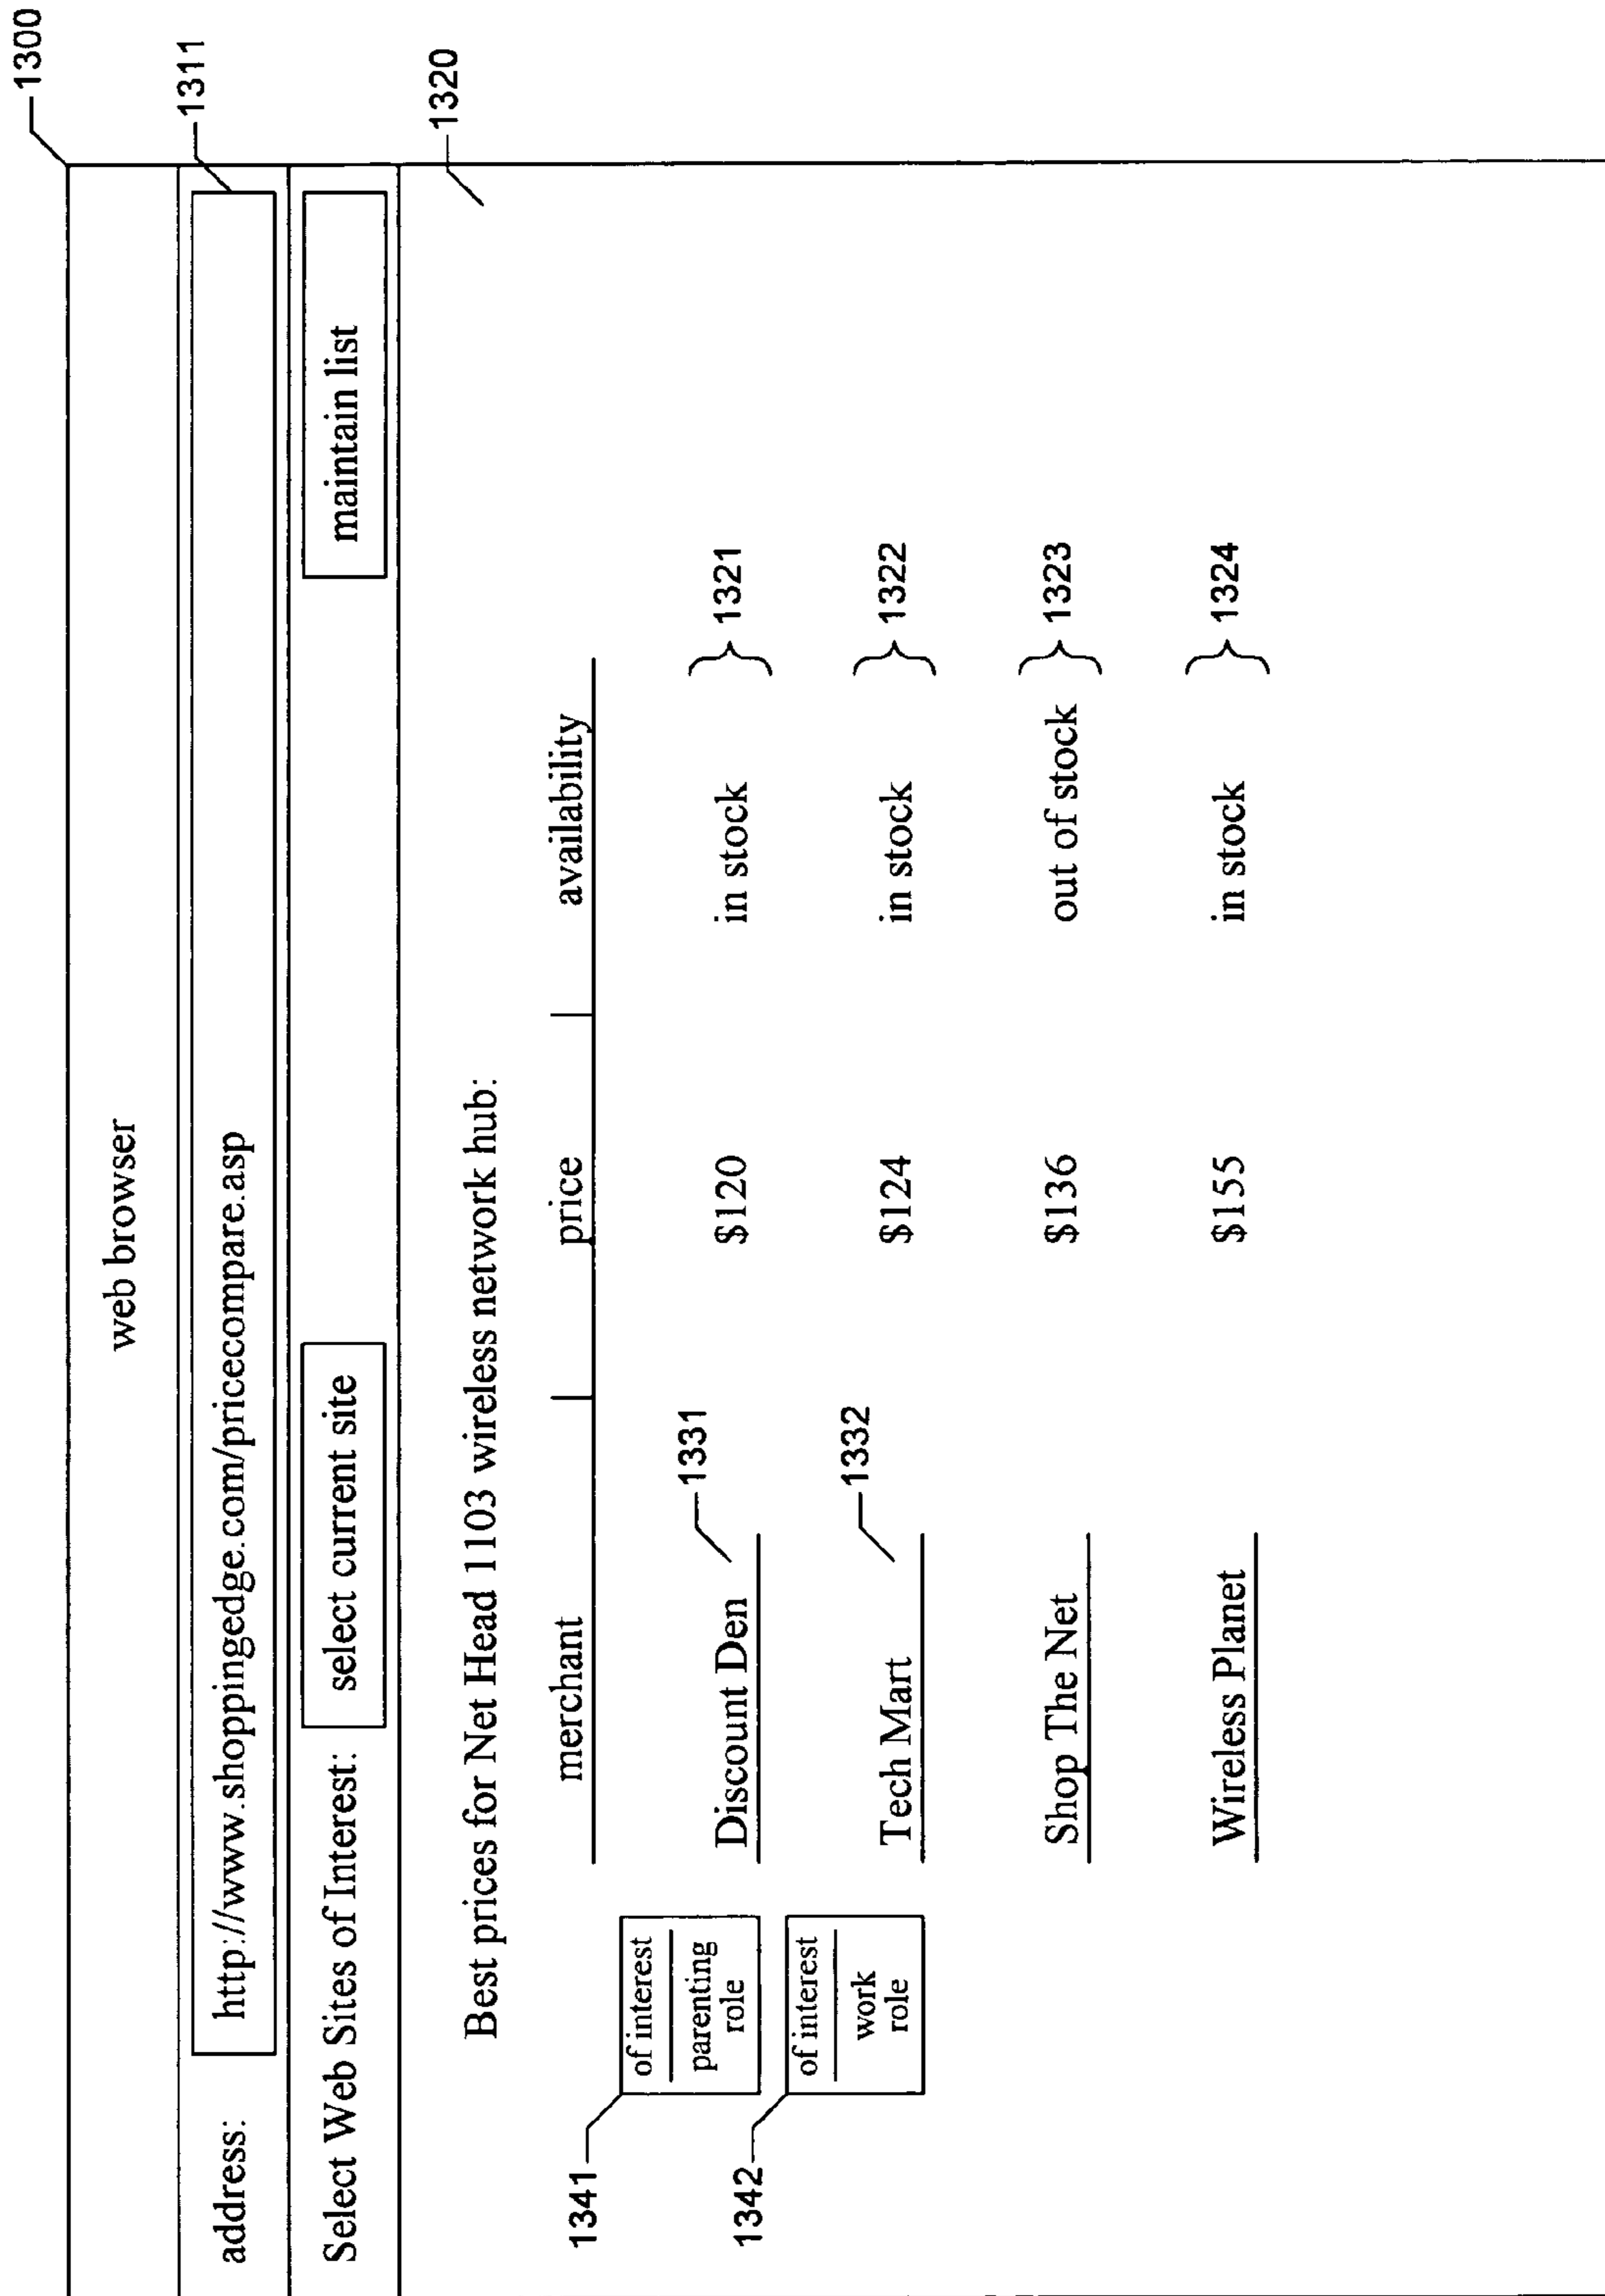 1300
web browser
address: http://www.shoppingedge.com/pricecompare.asp
1311
Select Web Sites of Interest: select current site maintain list
1320
Best prices for Net Head 1103 wireless network hub:
merchant price availability
1341
of interest
parenting
role
Discount Den
1331
$120 in stock
1321
1342
of interest
work
role
Tech Mart
1332
$124 in stock
1322
Shop The Net $136 out of stock
1323
Wireless Planet $155 in stock
1324